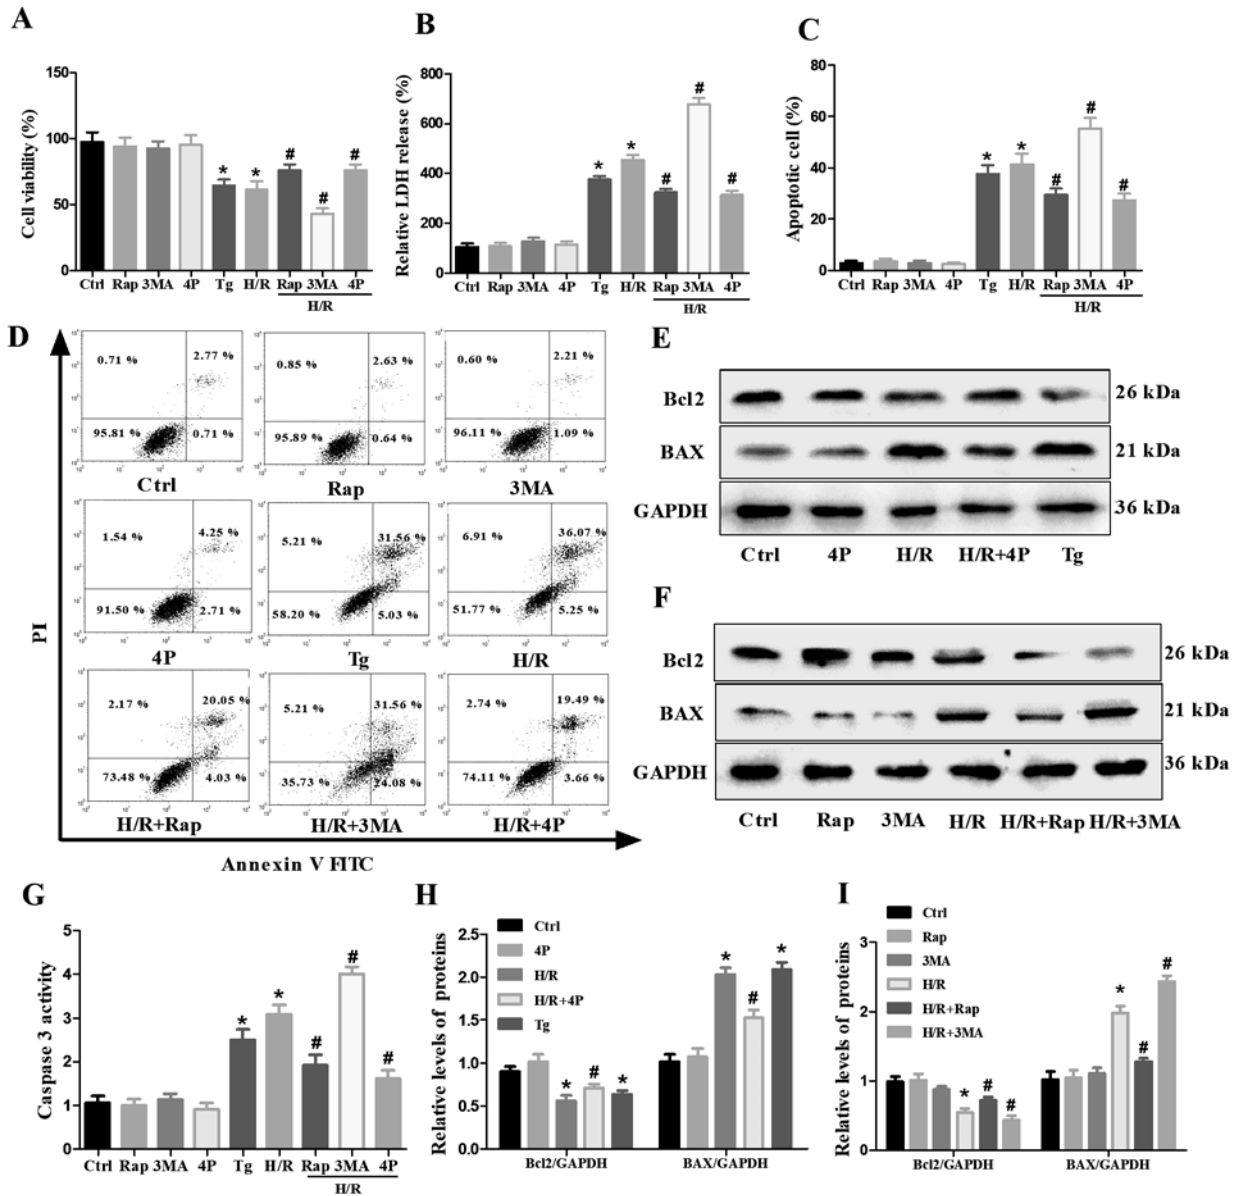 A
Cell viability (%)
150
100
50
0
* * # # #
Ctrl Rap 3MA 4P Tg H/R Rap 3MA 4P
H/R
B
Relative LDH release (%)
800
600
400
200
0
* * # # #
Ctrl Rap 3MA 4P Tg H/R Rap 3MA 4P
H/R
C
Apoptotic cell (%)
80
60
40
20
0
* * # # #
Ctrl Rap 3MA 4P Tg H/R Rap 3MA 4P
H/R
D
PI
0.71 % 2.77 %
95.81 % 0.71 %
Ctrl
0.85 % 2.63 %
95.89 % 0.64 %
Rap
0.60 % 2.21 %
96.11 % 1.09 %
3MA
1.54 % 4.25 %
91.50 % 2.71 %
4P
5.21 % 31.56 %
58.20 % 5.03 %
Tg
6.91 % 36.07 %
51.77 % 5.25 %
H/R
2.17 % 20.05 %
73.48 % 4.03 %
H/R+Rap
5.21 % 31.56 %
35.73 % 24.08 %
H/R+3MA
2.74 % 19.49 %
74.11 % 3.66 %
H/R+4P
Annexin V FITC
E
Bcl2 26 kDa
BAX 21 kDa
GAPDH 36 kDa
Ctrl 4P H/R H/R+4P Tg
F
Bcl2 26 kDa
BAX 21 kDa
GAPDH 36 kDa
Ctrl Rap 3MA H/R H/R+Rap H/R+3MA
G
Caspase 3 activity
5
4
3
2
1
0
* * # # #
Ctrl Rap 3MA 4P Tg H/R Rap 3MA 4P
H/R
H
Ctrl
4P
H/R
H/R+4P
Tg
Relative levels of proteins
2.5
2.0
1.5
1.0
0.5
0.0
* # * * # *
Bcl2/GAPDH BAX/GAPDH
I
Ctrl
Rap
3MA
H/R
H/R+Rap
H/R+3MA
Relative levels of proteins
3
2
1
0
* # # * # #
Bcl2/GAPDH BAX/GAPDH